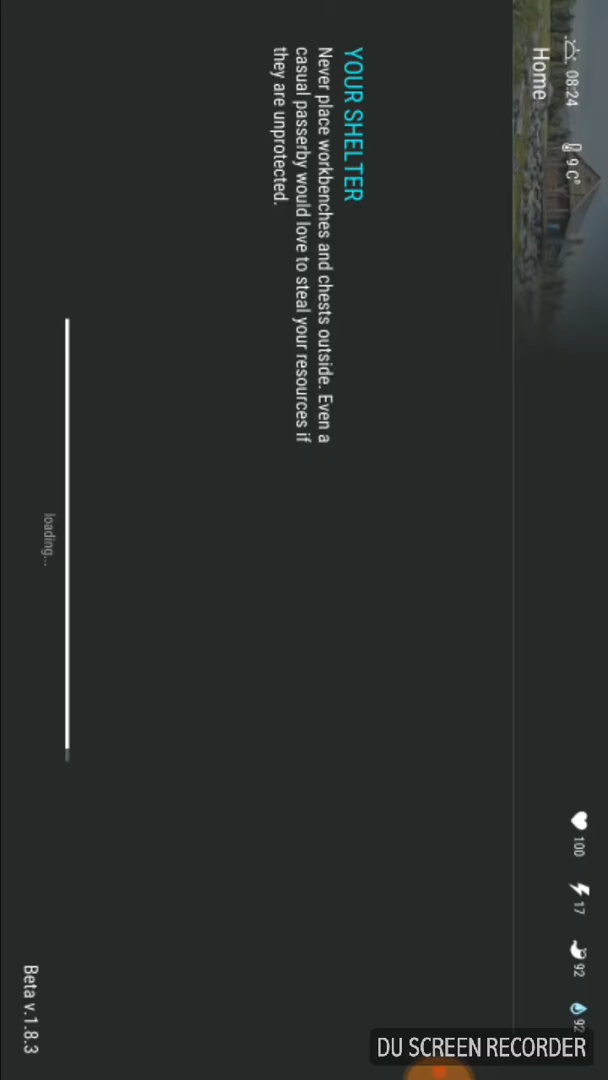 08:24 9 C°
Home
100 17 92 92
YOUR SHELTER
Never place workbenches and chests outside. Even a
casual passerby would love to steal your resources if
they are unprotected.
loading...
Beta v.1.8.3
DU SCREEN RECORDER